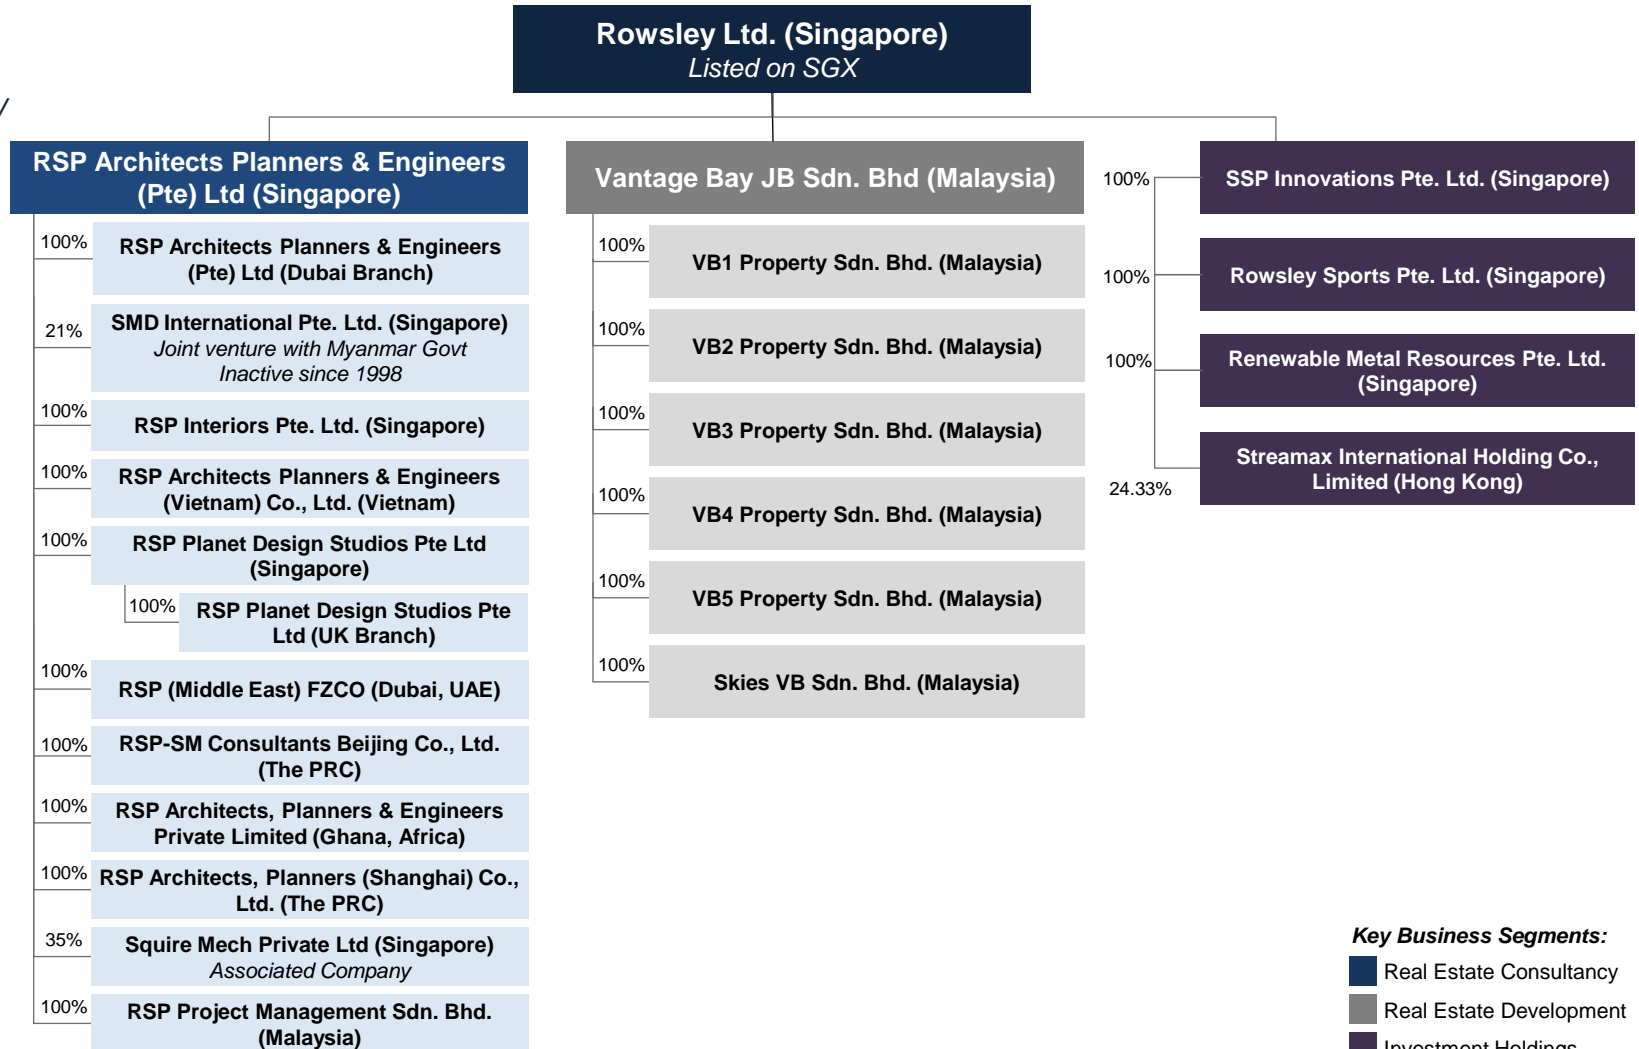 Rowsley Ltd. (Singapore)
Listed on SGX
RSP Architects Planners & Engineers
(Pte) Ltd (Singapore)
100%
RSP Architects Planners & Engineers
(Pte) Ltd (Dubai Branch)
21%
SMD International Pte. Ltd. (Singapore)
Joint venture with Myanmar Govt
Inactive since 1998
100%
RSP Interiors Pte. Ltd. (Singapore)
100%
RSP Architects Planners & Engineers
(Vietnam) Co., Ltd. (Vietnam)
100%
RSP Planet Design Studios Pte Ltd
(Singapore)
100%
RSP Planet Design Studios Pte
Ltd (UK Branch)
100%
RSP (Middle East) FZCO (Dubai, UAE)
100%
RSP-SM Consultants Beijing Co., Ltd.
(The PRC)
100%
RSP Architects, Planners & Engineers
Private Limited (Ghana, Africa)
100%
RSP Architects, Planners (Shanghai) Co.,
Ltd. (The PRC)
35%
Squire Mech Private Ltd (Singapore)
Associated Company
100%
RSP Project Management Sdn. Bhd.
(Malaysia)
Vantage Bay JB Sdn. Bhd (Malaysia)
100%
VB1 Property Sdn. Bhd. (Malaysia)
100%
VB2 Property Sdn. Bhd. (Malaysia)
100%
VB3 Property Sdn. Bhd. (Malaysia)
100%
VB4 Property Sdn. Bhd. (Malaysia)
100%
VB5 Property Sdn. Bhd. (Malaysia)
100%
Skies VB Sdn. Bhd. (Malaysia)
100%
SSP Innovations Pte. Ltd. (Singapore)
100%
Rowsley Sports Pte. Ltd. (Singapore)
100%
Renewable Metal Resources Pte. Ltd.
(Singapore)
24.33%
Streamax International Holding Co.,
Limited (Hong Kong)
Key Business Segments:
Real Estate Consultancy
Real Estate Development
Investment Holdings